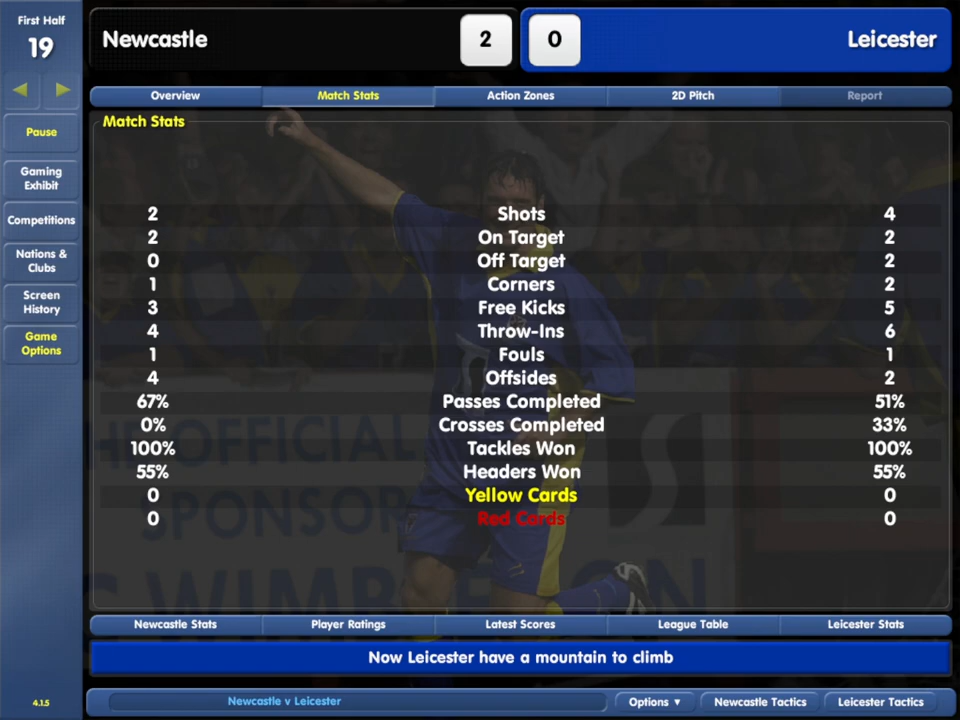 First Half
19
Newcastle 2 0 Leicester
Overview Match Stats Action Zones 2D Pitch Report
Match Stats
Pause
Gaming
Exhibit
Competitions
Nations &
Clubs
Screen
History
Game
Options
2 Shots 4
2 On Target 2
0 Off Target 2
1 Corners 2
3 Free Kicks 5
4 Throw-Ins 6
1 Fouls 1
4 Offsides 2
67% Passes Completed 51%
0% Crosses Completed 33%
100% Tackles Won 100%
55% Headers Won 55%
0 Yellow Cards 0
0 Red Cards 0
HE OFFICIAL
SPONSOR
WIMB ON
Newcastle Stats Player Ratings Latest Scores League Table Leicester Stats
Now Leicester have a mountain to climb
4.1.5
Newcastle v Leicester Options ▼ Newcastle Tactics Leicester Tactics